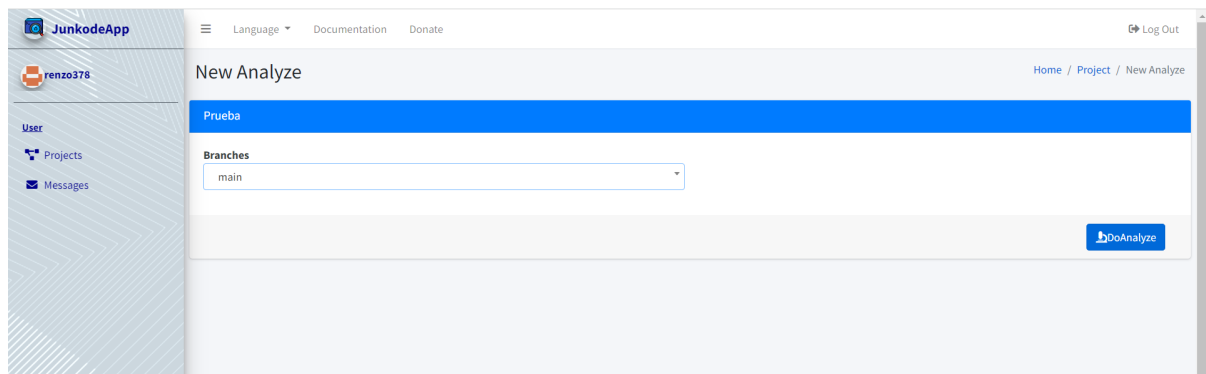 JunkodeApp
Language Documentation Donate Log Out
renzo378
New Analyze
Home / Project / New Analyze
Prueba
User
Projects
Messages
Branches
main
DoAnalyze